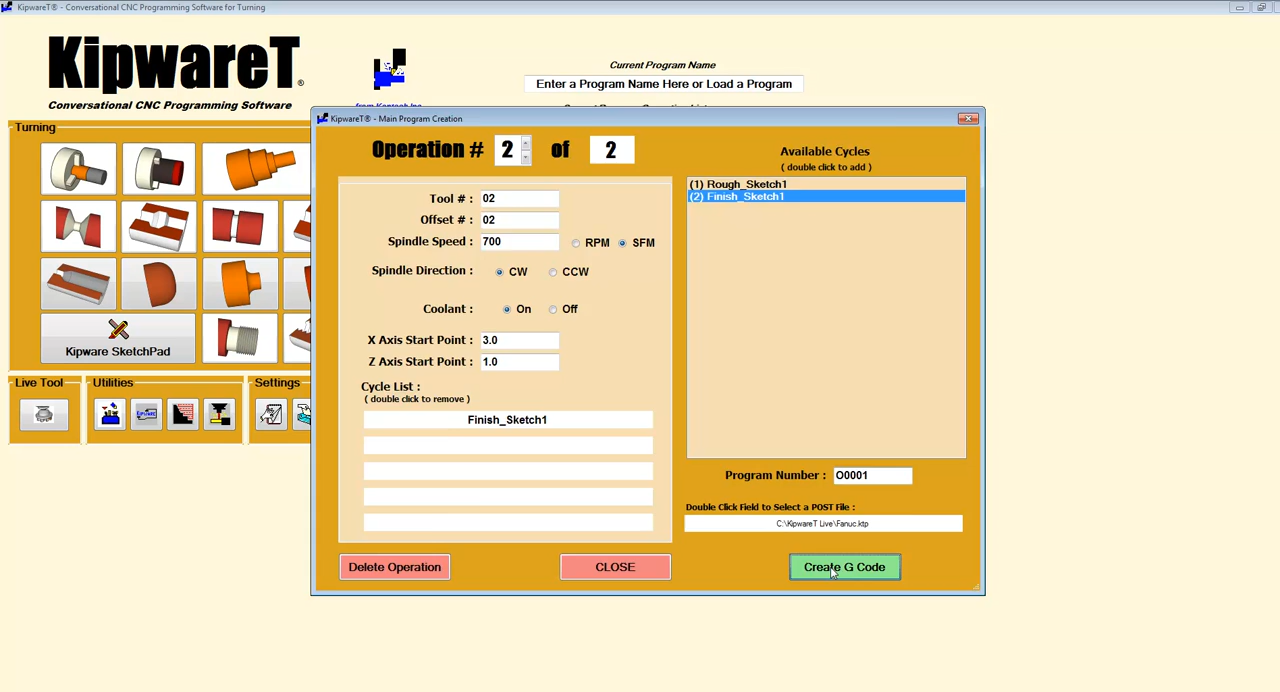 KipwareT® - Conversational CNC Programming Software for Turning
KipwareT®
Conversational CNC Programming Software
Current Program Name
Enter a Program Name Here or Load a Program
from Kentech Inc.
KipwareT® - Main Program Creation
Turning
Operation # 2 of 2
Available Cycles
( double click to add )
(1) Rough_Sketch1
(2) Finish_Sketch1
Tool # : 02
Offset # : 02
Spindle Speed : 700 RPM SFM
Spindle Direction : CW CCW
Coolant : On Off
X Axis Start Point : 3.0
Z Axis Start Point : 1.0
Cycle List :
( double click to remove )
Finish_Sketch1
Kipware SketchPad
Live Tool
Utilities
Settings
Program Number : O0001
Double Click Field to Select a POST File :
C:\KipwareT Live\Fanuc.ktp
Delete Operation
CLOSE
Create G Code